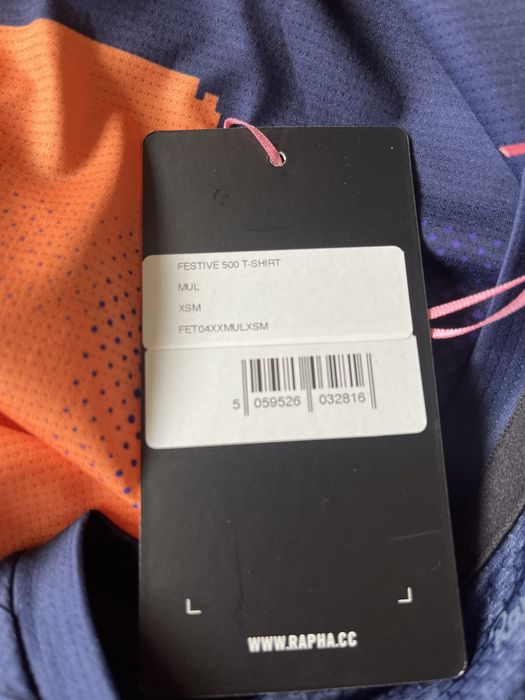 FESTIVE 500 T-SHIRT
MUL
XSM
FET04XXMULXSM
5 059526 032816
WWW.RAPHA.CC